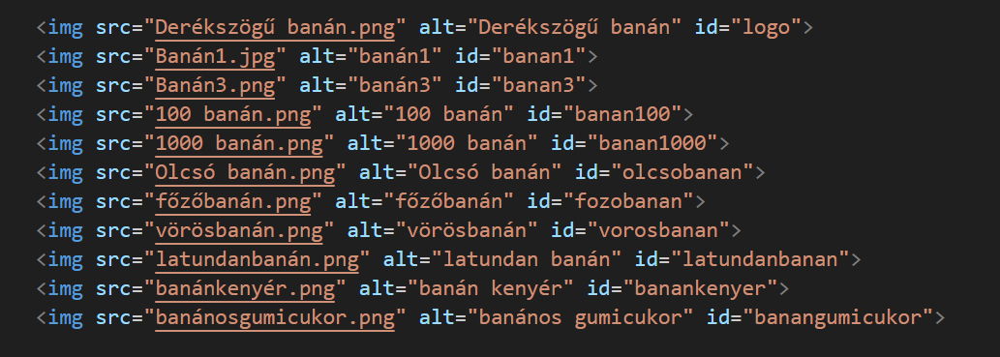 <img src="Derékszögű banán.png" alt="Derékszögű banán" id="logo">
<img src="Banán1.jpg" alt="banán1" id="banan1">
<img src="Banán3.png" alt="banán3" id="banan3">
<img src="100 banán.png" alt="100 banán" id="banan100">
<img src="1000 banán.png" alt="1000 banán" id="banan1000">
<img src="Olcsó banán.png" alt="Olcsó banán" id="olcsobanan">
<img src="főzőbanán.png" alt="főzőbanán" id="fozobanan">
<img src="vörösbanán.png" alt="vörösbanán" id="vorosbanan">
<img src="latundanbanán.png" alt="latundan banán" id="latundanbanan">
<img src="banánkenyér.png" alt="banán kenyér" id="banankenyer">
<img src="banánosgumicukor.png" alt="banános gumicukor" id="banangumicukor">